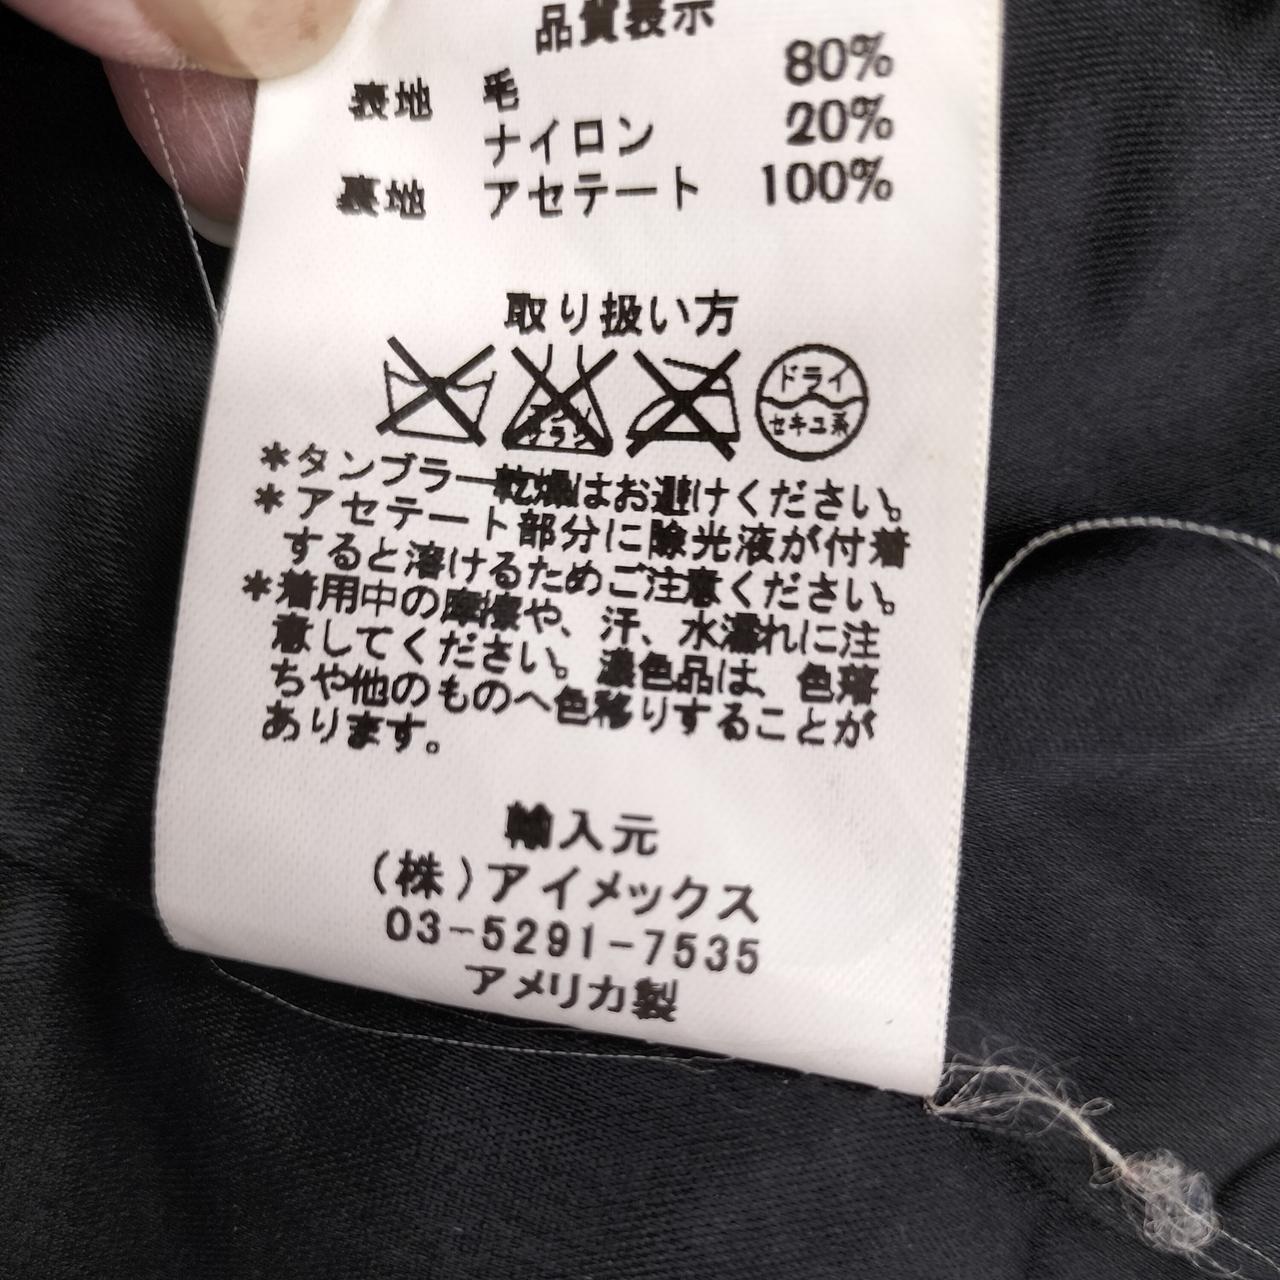 品質表示
表地 毛 80%
ナイロン 20%
裏地 アセテート 100%
取り扱い方
ドライ
セキユ系
*タンブラー乾燥はお避けください。
*アセテート部分に除光液が付着
すると溶けるためご注意ください。
*着用中の摩擦や、汗、水漏れに注
意してください。濃色品は、色落
ちや他のものへ色移りすることが
あります。
輸入元
(株)アイメックス
03-5291-7535
アメリカ製